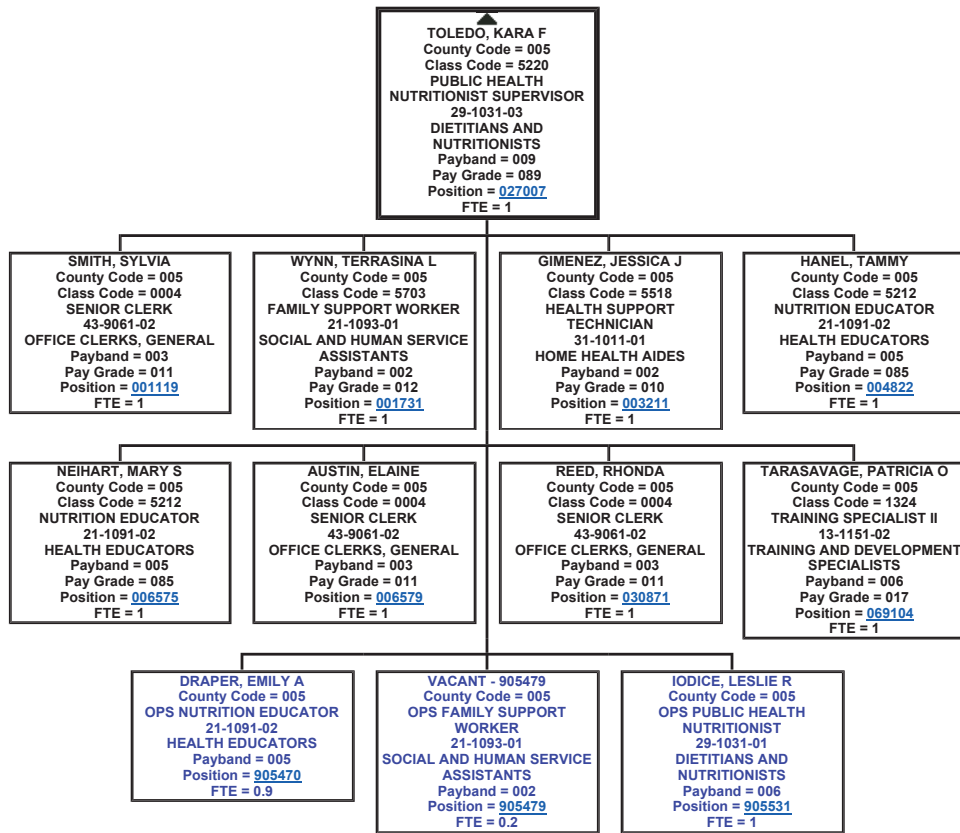 TOLEDO, KARA F
County Code = 005
Class Code = 5220
PUBLIC HEALTH
NUTRITIONIST SUPERVISOR
29-1031-03
DIETITIANS AND
NUTRITIONISTS
Payband = 009
Pay Grade = 089
Position = 027007
FTE = 1
SMITH, SYLVIA
County Code = 005
Class Code = 0004
SENIOR CLERK
43-9061-02
OFFICE CLERKS, GENERAL
Payband = 003
Pay Grade = 011
Position = 001119
FTE = 1
WYNN, TERRASINA L
County Code = 005
Class Code = 5703
FAMILY SUPPORT WORKER
21-1093-01
SOCIAL AND HUMAN SERVICE
ASSISTANTS
Payband = 002
Pay Grade = 012
Position = 001731
FTE = 1
GIMENEZ, JESSICA J
County Code = 005
Class Code = 5518
HEALTH SUPPORT
TECHNICIAN
31-1011-01
HOME HEALTH AIDES
Payband = 002
Pay Grade = 010
Position = 003211
FTE = 1
HANEL, TAMMY
County Code = 005
Class Code = 5212
NUTRITION EDUCATOR
21-1091-02
HEALTH EDUCATORS
Payband = 005
Pay Grade = 085
Position = 004822
FTE = 1
NEIHART, MARY S
County Code = 005
Class Code = 5212
NUTRITION EDUCATOR
21-1091-02
HEALTH EDUCATORS
Payband = 005
Pay Grade = 085
Position = 006575
FTE = 1
AUSTIN, ELAINE
County Code = 005
Class Code = 0004
SENIOR CLERK
43-9061-02
OFFICE CLERKS, GENERAL
Payband = 003
Pay Grade = 011
Position = 006579
FTE = 1
REED, RHONDA
County Code = 005
Class Code = 0004
SENIOR CLERK
43-9061-02
OFFICE CLERKS, GENERAL
Payband = 003
Pay Grade = 011
Position = 030871
FTE = 1
TARASAVAGE, PATRICIA O
County Code = 005
Class Code = 1324
TRAINING SPECIALIST II
13-1151-02
TRAINING AND DEVELOPMENT
SPECIALISTS
Payband = 006
Pay Grade = 017
Position = 069104
FTE = 1
DRAPER, EMILY A
County Code = 005
OPS NUTRITION EDUCATOR
21-1091-02
HEALTH EDUCATORS
Payband = 005
Position = 905470
FTE = 0.9
VACANT - 905479
County Code = 005
OPS FAMILY SUPPORT
WORKER
21-1093-01
SOCIAL AND HUMAN SERVICE
ASSISTANTS
Payband = 002
Position = 905479
FTE = 0.2
IODICE, LESLIE R
County Code = 005
OPS PUBLIC HEALTH
NUTRITIONIST
29-1031-01
DIETITIANS AND
NUTRITIONISTS
Payband = 006
Position = 905531
FTE = 1